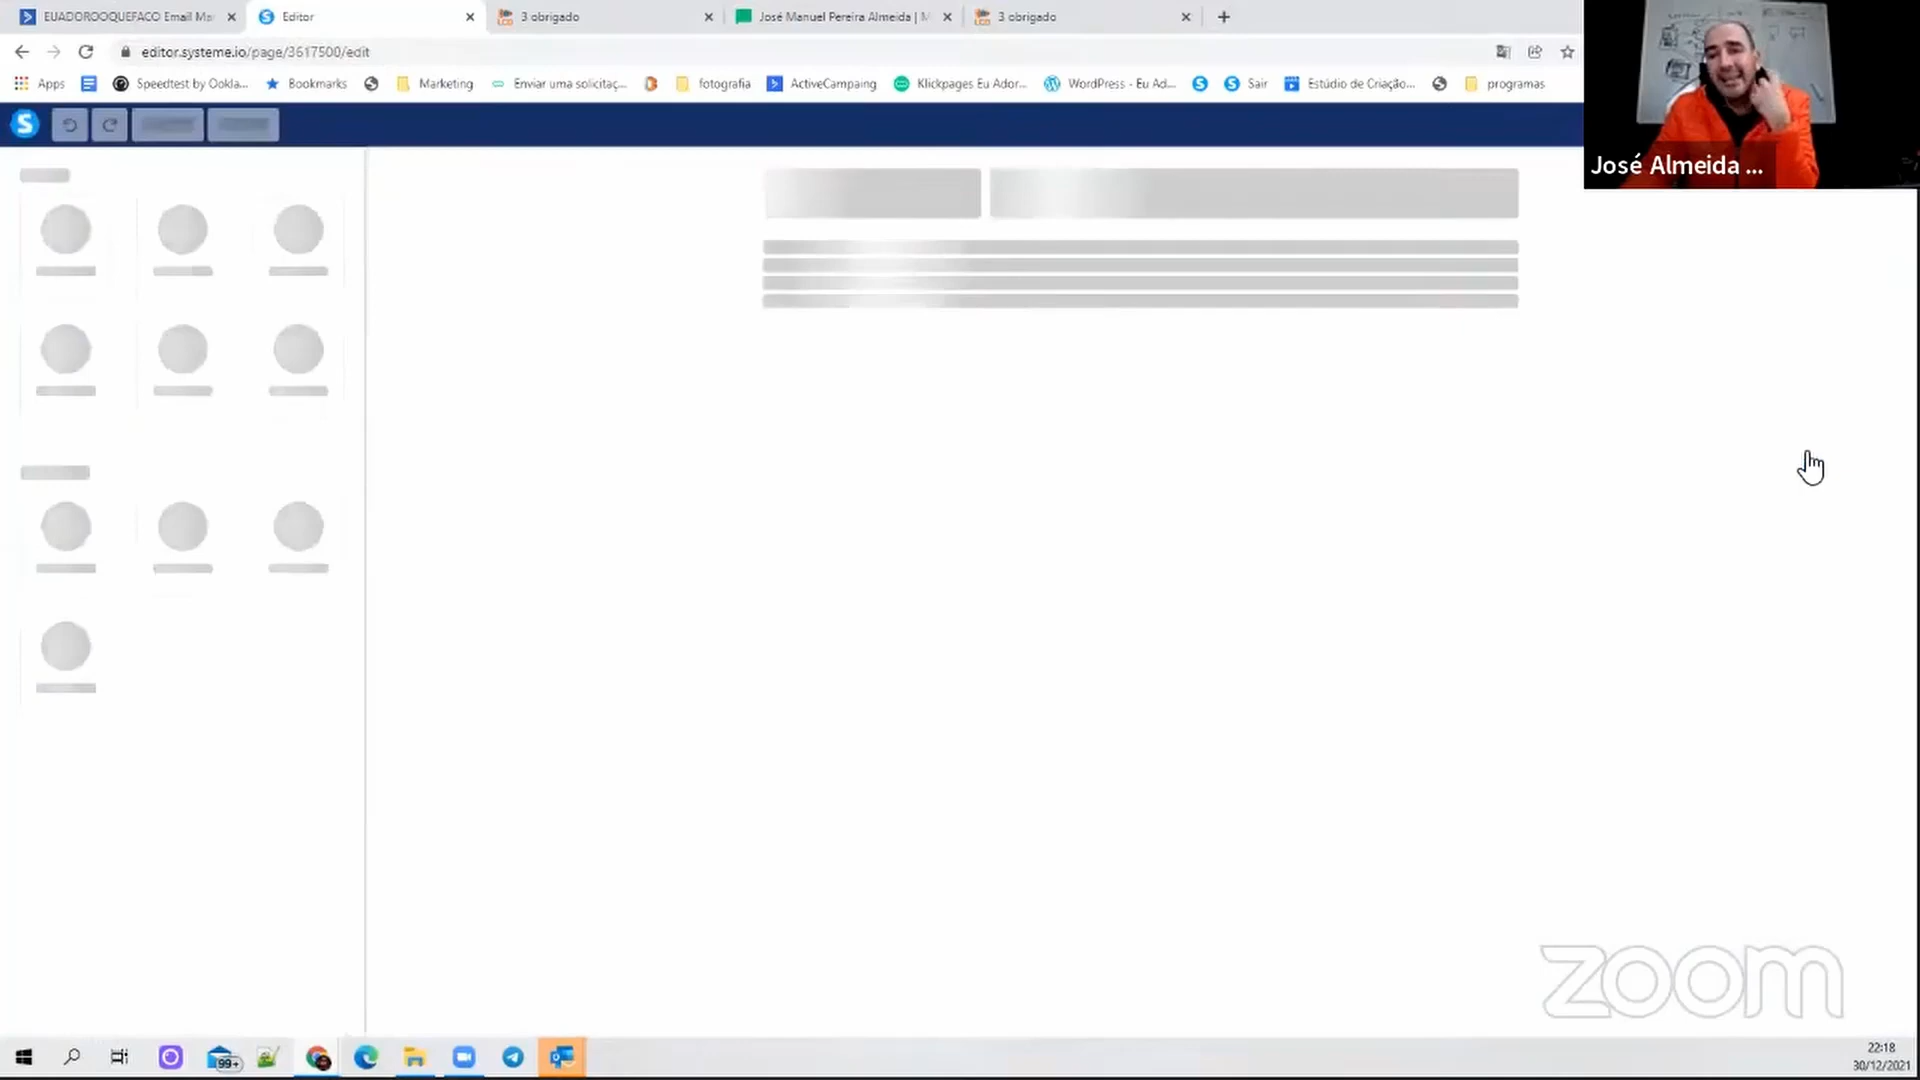 EUADOROOQUEFACO Email Ma
Editor
3 obrigado
José Manuel Pereira Almeida | M
3 obrigado
editor.systeme.io/page/3617500/edit
Apps
Speedtest by Ookla...
Bookmarks
Marketing
Enviar uma solicitaç...
fotografia
ActiveCampaing
Klickpages Eu Ador...
WordPress - Eu Ad...
Sair
Estúdio de Criação...
programas
José Almeida ...
zoom
99+
22:18
30/12/2021